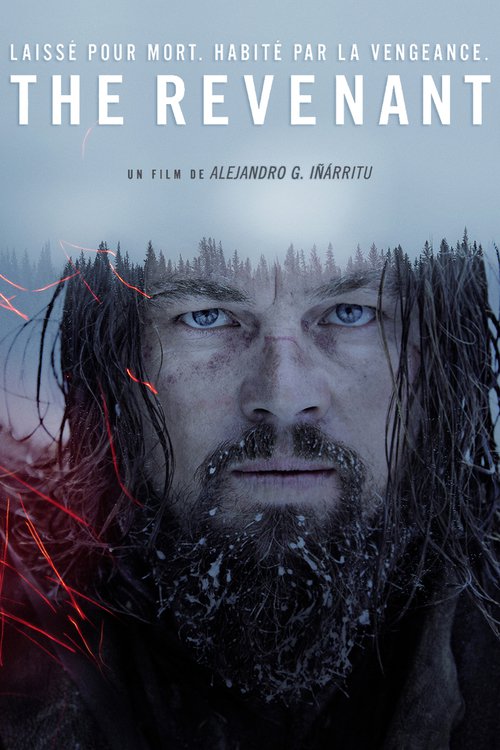 LAISSÉ POUR MORT. HABITÉ PAR LA VENGEANCE.
THE REVENANT
UN FILM DE ALEJANDRO G. IÑÁRRITU